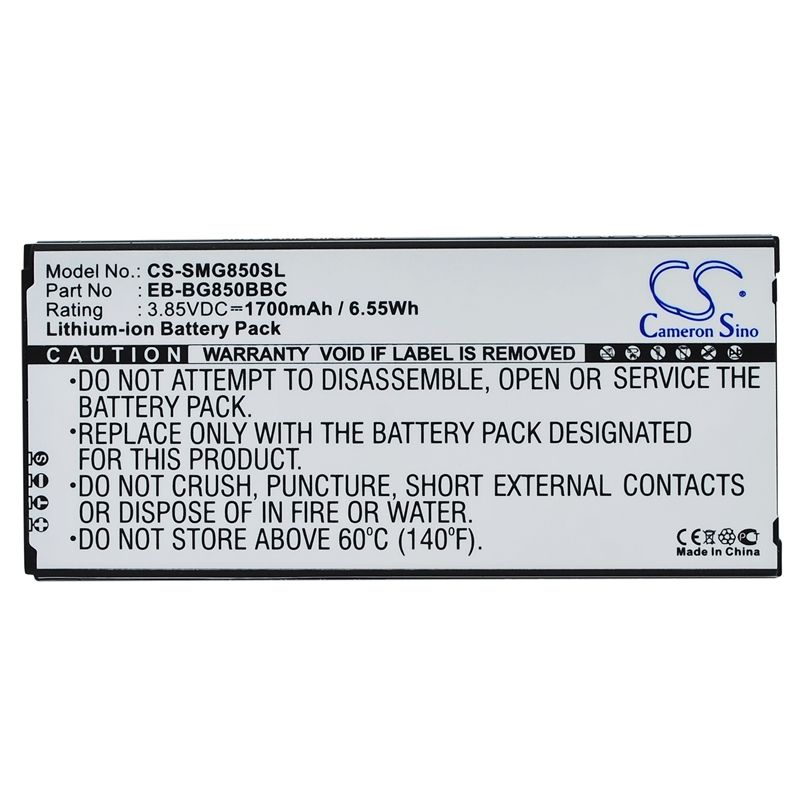 Model No.: CS-SMG850SL
Part No : EB-BG850BBC
Rating : 3.85VDC⎓1700mAh / 6.55Wh
Lithium-ion Battery Pack
CS
Cameron Sino
CAUTION WARRANTY VOID IF LABEL IS REMOVED
•DO NOT ATTEMPT TO DISASSEMBLE, OPEN OR SERVICE THE
BATTERY PACK.
•REPLACE ONLY WITH THE BATTERY PACK DESIGNATED
FOR THIS PRODUCT.
•DO NOT CRUSH, PUNCTURE, SHORT EXTERNAL CONTACTS
OR DISPOSE OF IN FIRE OR WATER.
•DO NOT STORE ABOVE 60°C (140°F).
CE
Made In China